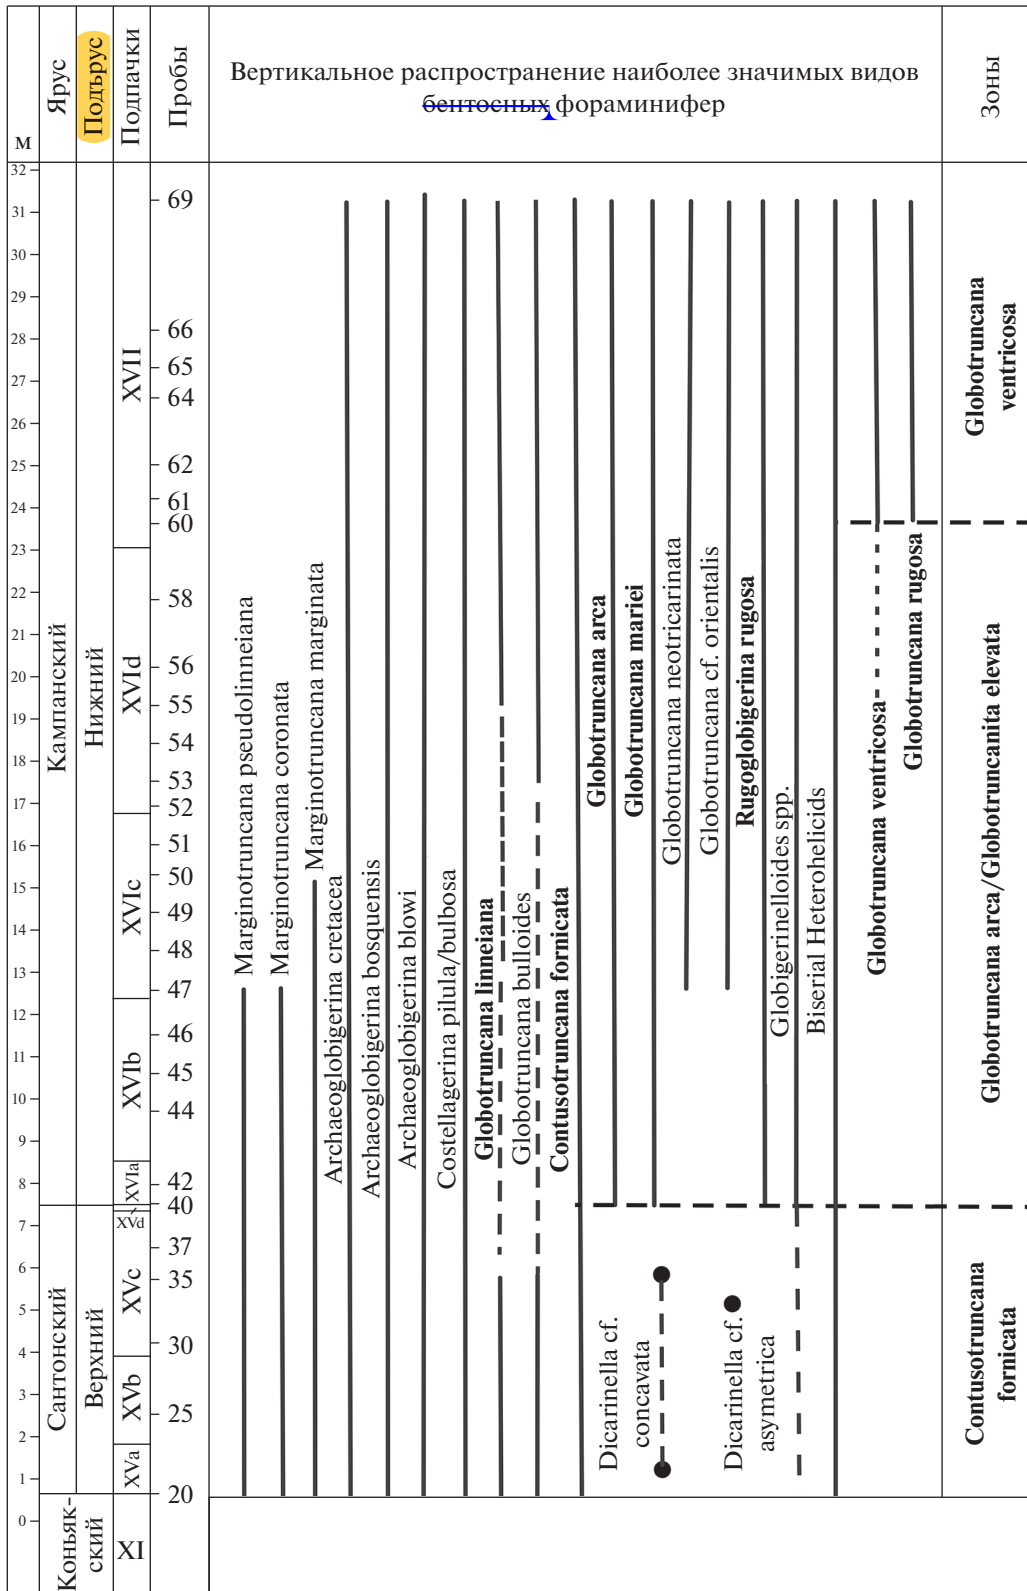 м
Ярус
Подъярус
Подпачки
Пробы
Вертикальное распространение наиболее значимых видов
бентосных фораминифер
Зоны
32
31
30
29
28
27
26
25
24
23
22
21
20
19
18
17
16
15
14
13
12
11
10
9
8
7
6
5
4
3
2
1
0
Кампанский
Сантонский
Коньяк-
ский
Нижний
Верхний
XVII
XVId
XVIc
XVIb
XVIa
XVd
XVc
XVb
XVa
XI
69
66
65
64
62
61
60
58
56
55
54
53
52
51
50
49
48
47
46
45
44
42
40
37
35
30
25
20
Marginotruncana pseudolinneiana
Marginotruncana coronata
Marginotruncana marginata
Archaeoglobigerina cretacea
Archaeoglobigerina bosquensis
Archaeoglobigerina blowi
Costellagerina pilula/bulbosa
Globotruncana linneiana
Globotruncana bulloides
Contusotruncana fornicata
Globotruncana arca
Globotruncana mariei
Globotruncana neotricarinata
Globotruncana cf. orientalis
Rugoglobigerina rugosa
Globigerinelloides spp.
Biserial Heterohelicids
Globotruncana ventricosa
Globotruncana rugosa
Dicarinella cf.
concavata
Dicarinella cf.
asymetrica
Globotruncana
ventricosa
Globotruncana arca/Globotruncanita elevata
Contusotruncana
fornicata